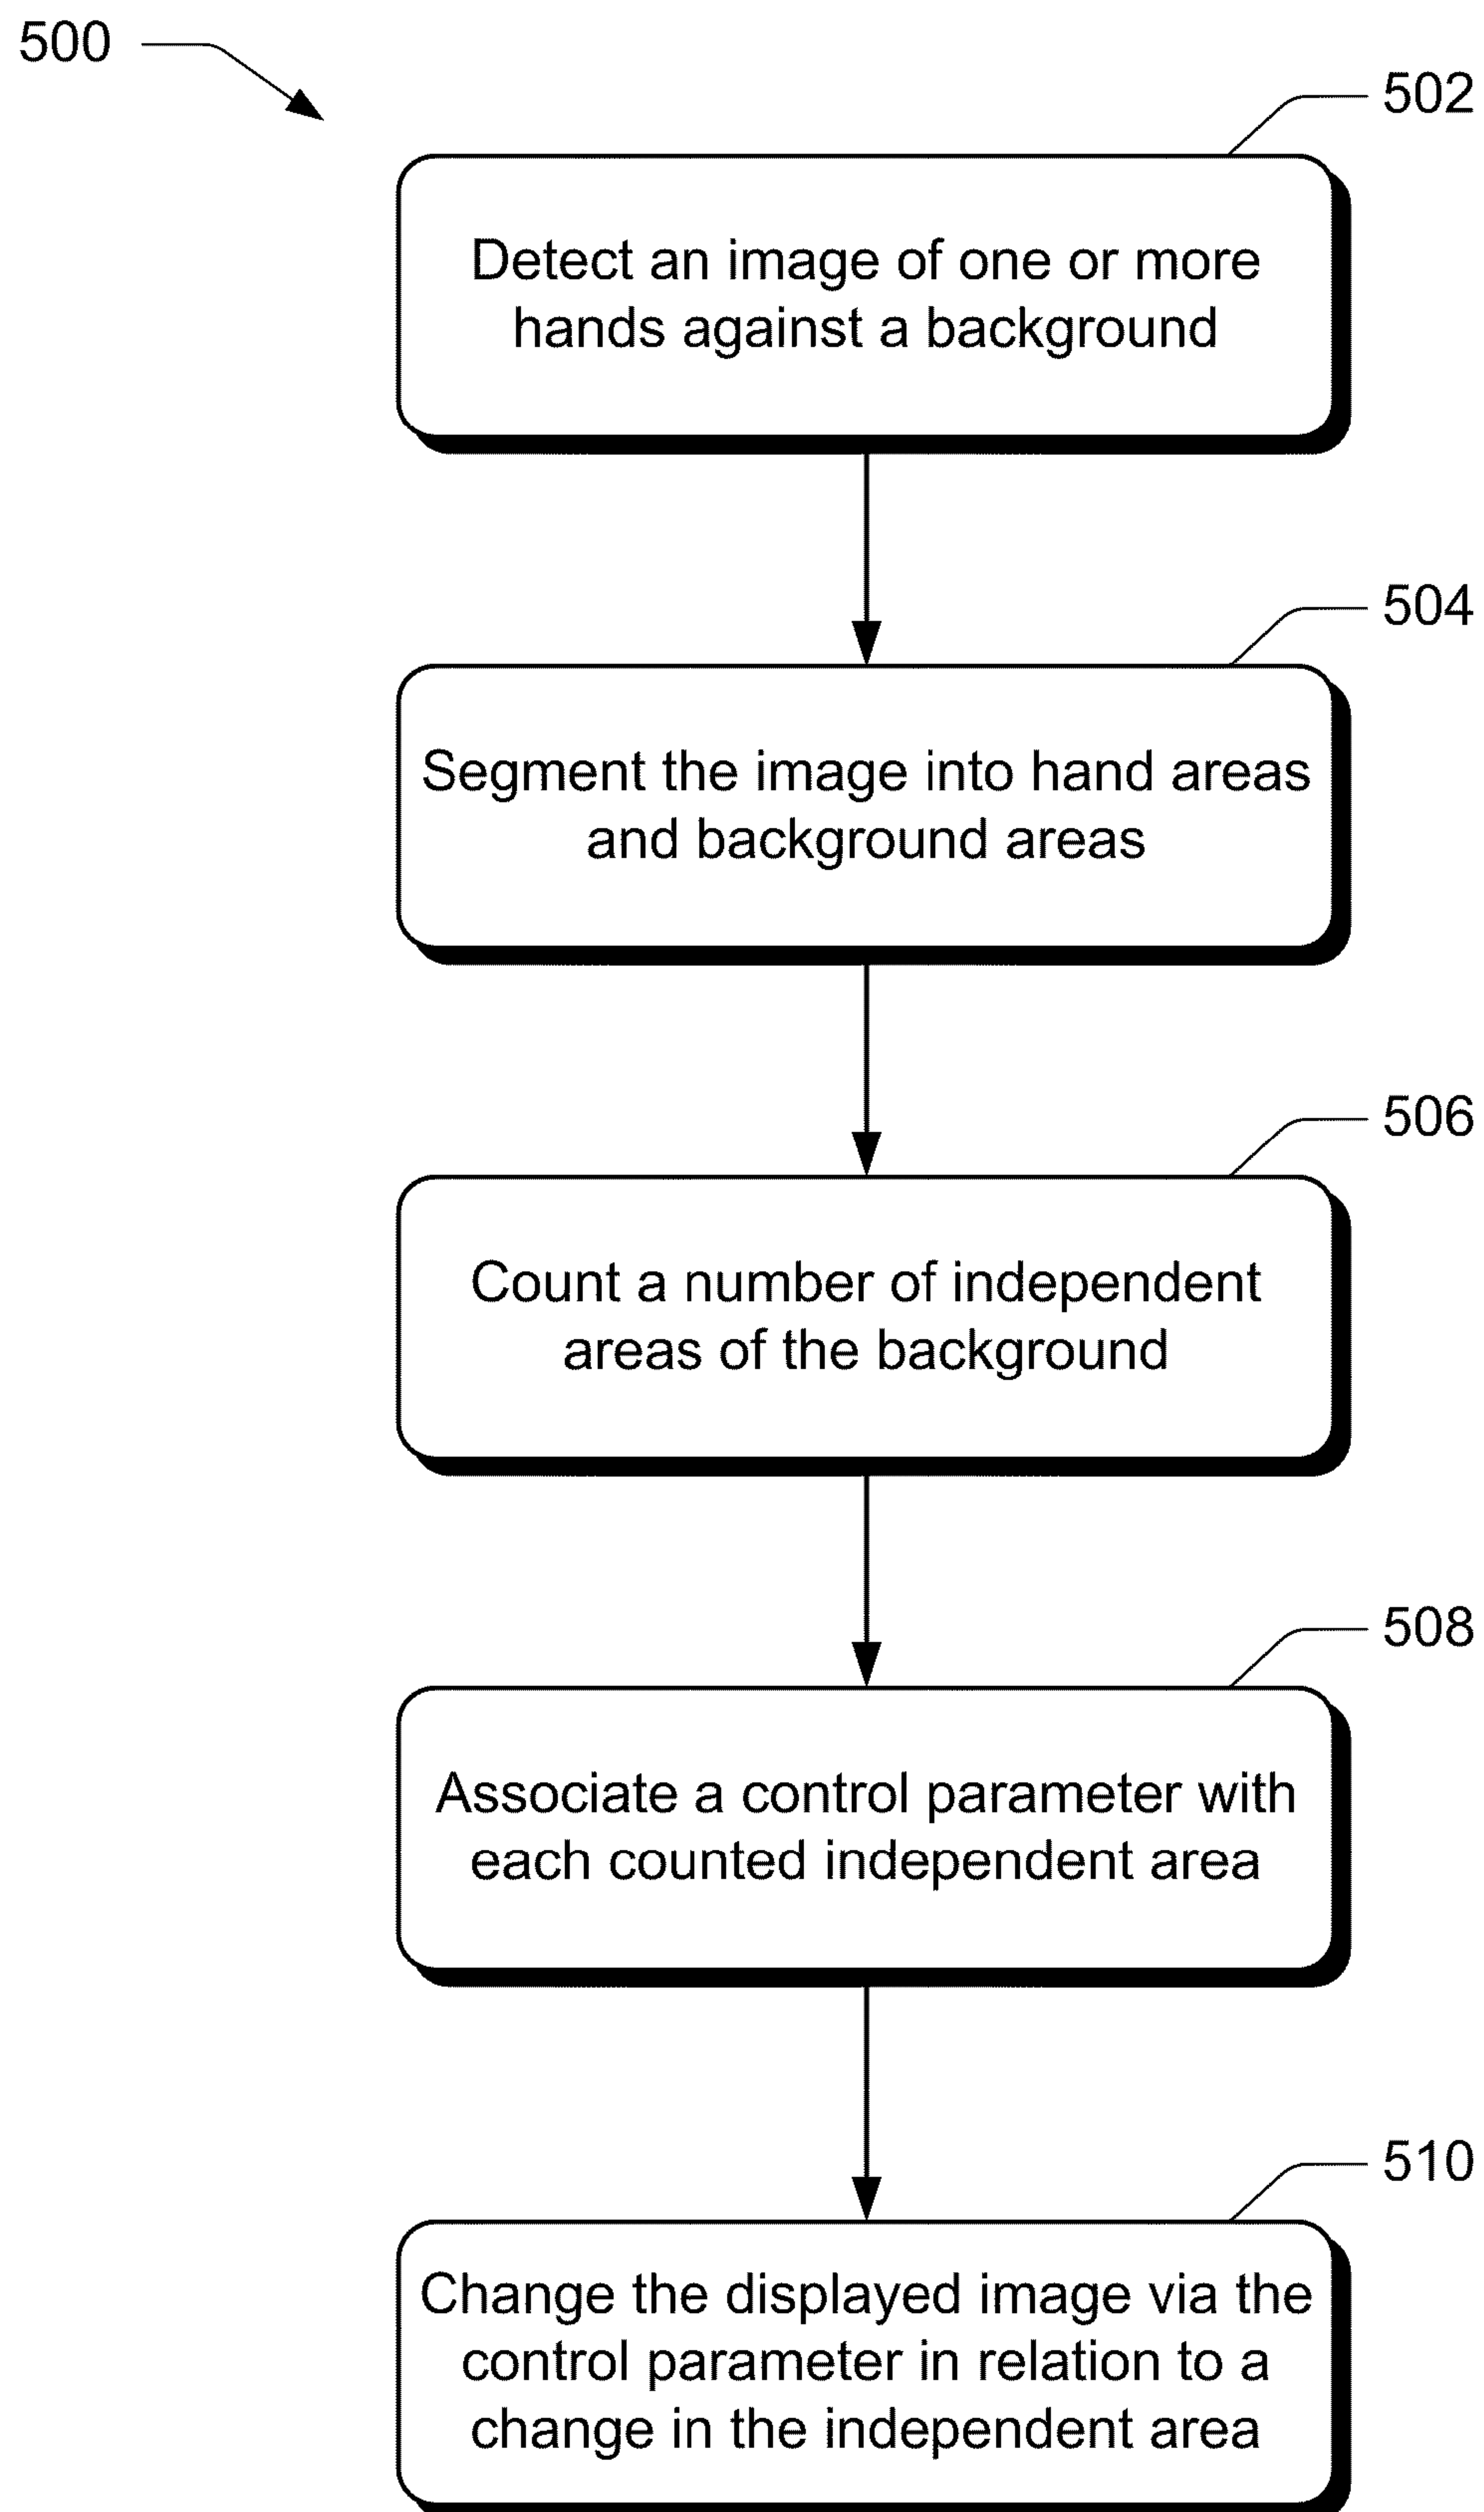 500
502
Detect an image of one or more
hands against a background
504
Segment the image into hand areas
and background areas
506
Count a number of independent
areas of the background
508
Associate a control parameter with
each counted independent area
510
Change the displayed image via the
control parameter in relation to a
change in the independent area